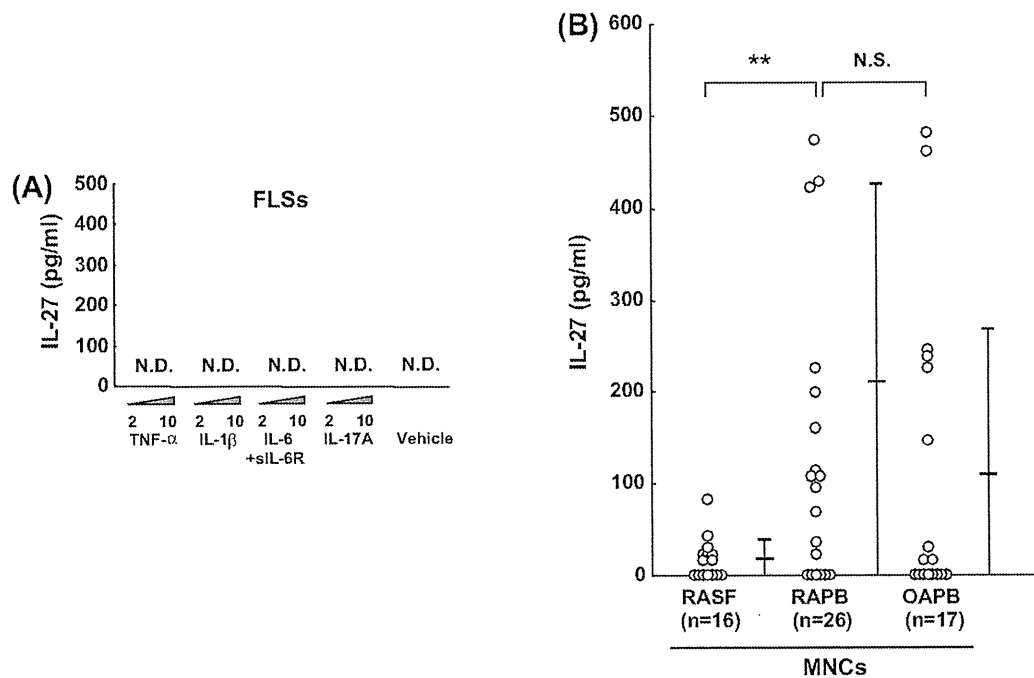 (A)
FLSs
IL-27 (pg/ml)
500
400
300
200
100
0
N.D. N.D. N.D. N.D. N.D.
2 10 2 10 2 10 2 10
TNF-α IL-1β IL-6 IL-17A Vehicle
+sIL-6R
(B)
IL-27 (pg/ml)
600
500
400
300
200
100
0
** N.S.
RASF RAPB OAPB
(n=16) (n=26) (n=17)
MNCs